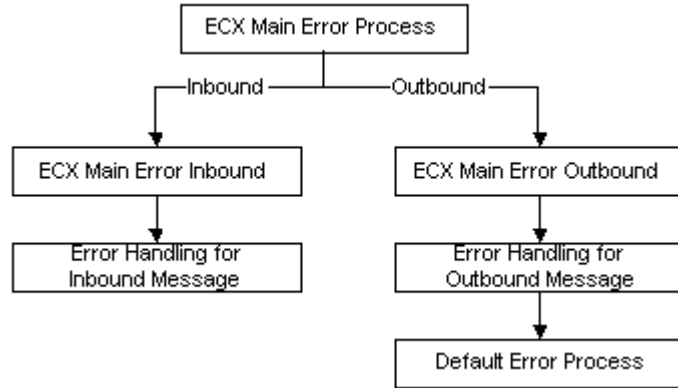 ECX Main Error Process
Inbound
Outbound
ECX Main Error Inbound
ECX Main Error Outbound
Error Handling for
Inbound Message
Error Handling for
Outbound Message
Default Error Process